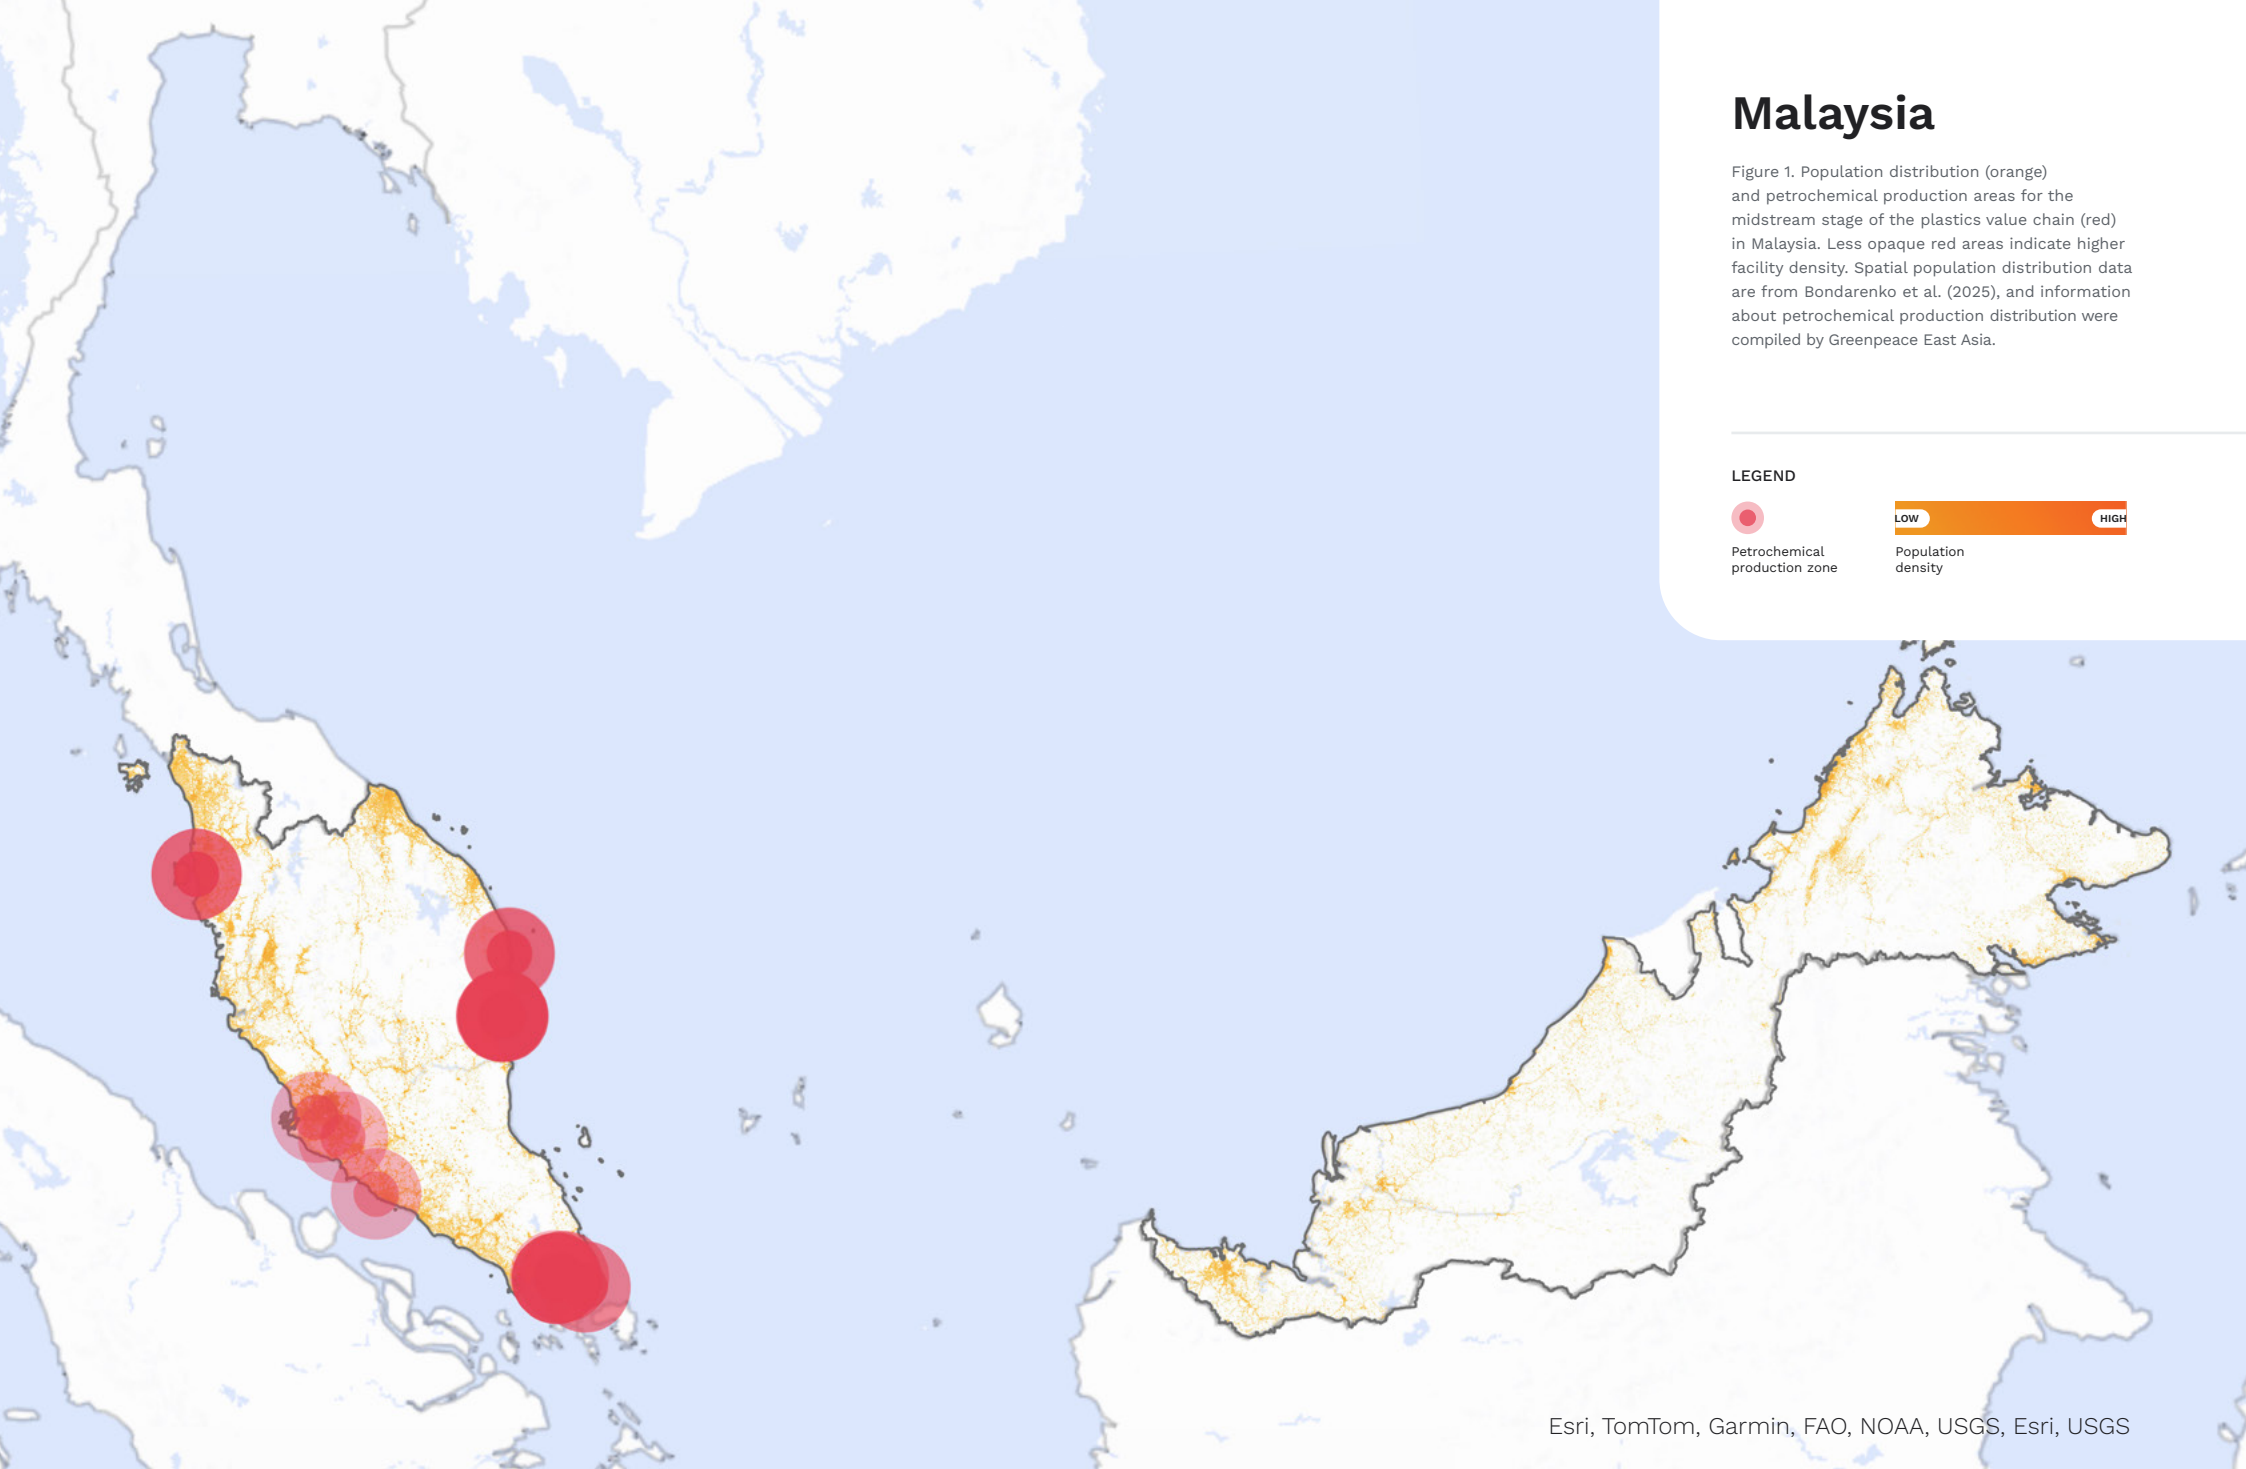 Malaysia
Figure 1. Population distribution (orange)
and petrochemical production areas for the
midstream stage of the plastics value chain (red)
in Malaysia. Less opaque red areas indicate higher
facility density. Spatial population distribution data
are from Bondarenko et al. (2025), and information
about petrochemical production distribution were
compiled by Greenpeace East Asia.
LEGEND
LOW HIGH
Petrochemical
production zone
Population
density
Esri, TomTom, Garmin, FAO, NOAA, USGS, Esri, USGS